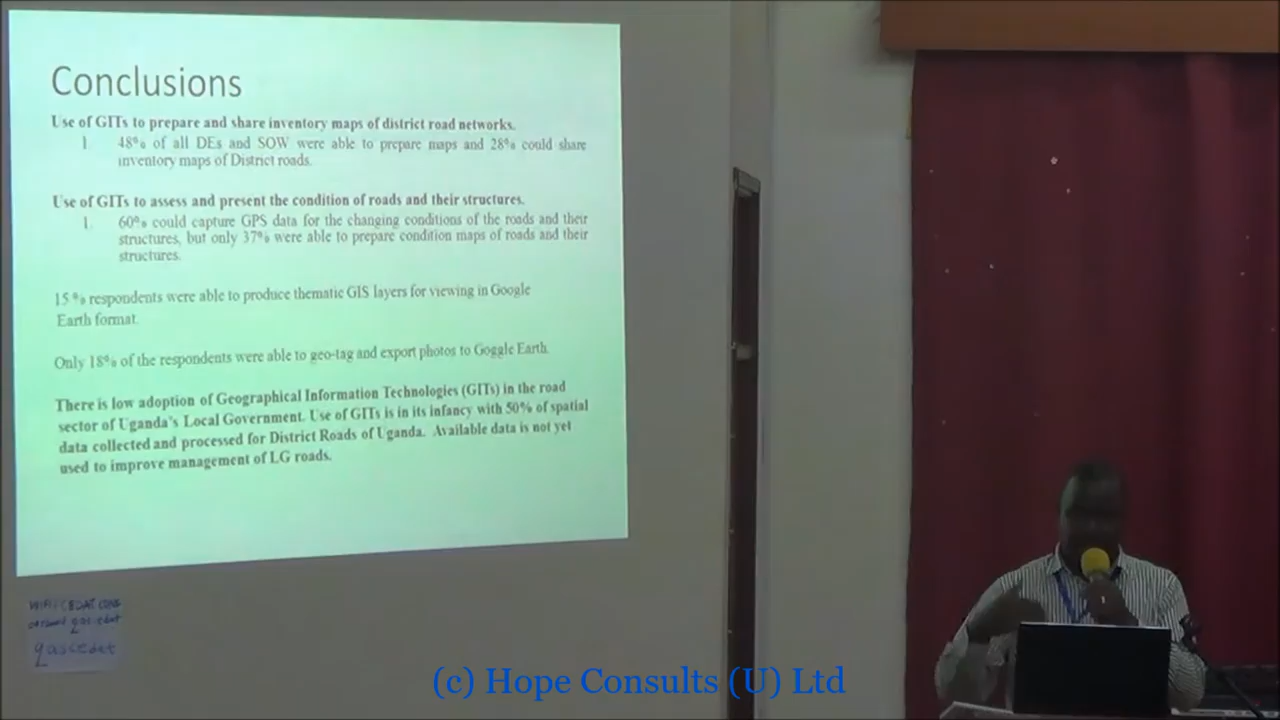 Conclusions
Use of GITs to prepare and share inventory maps of district road networks.
1. 48% of all DEs and SOW were able to prepare maps and 28% could share
inventory maps of District roads.
Use of GITs to assess and present the condition of roads and their structures.
1. 60% could capture GPS data for the changing conditions of the roads and their
structures, but only 37% were able to prepare condition maps of roads and their
structures.
15 % respondents were able to produce thematic GIS layers for viewing in Google
Earth format.
Only 18% of the respondents were able to geo-tag and export photos to Goggle Earth.
There is low adoption of Geographical Information Technologies (GITs) in the road
sector of Uganda's Local Government. Use of GITs is in its infancy with 50% of spatial
data collected and processed for District Roads of Uganda. Available data is not yet
used to improve management of LG roads.
CEDAT
(c) Hope Consults (U) Ltd